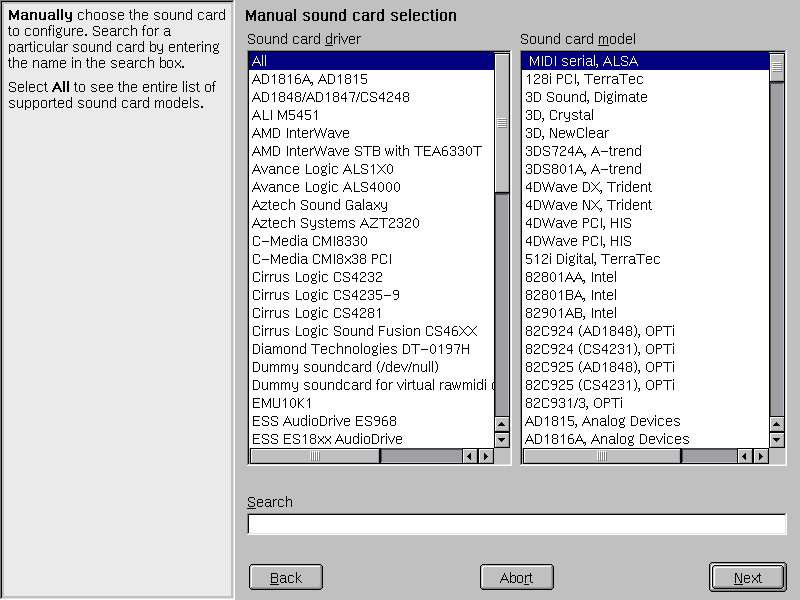 Manually choose the sound card
to configure. Search for a
particular sound card by entering
the name in the search box.
Select All to see the entire list of
supported sound card models.
Manual sound card selection
Sound card driver
All
AD1816A, AD1815
AD1848/AD1847/CS4248
ALI M5451
AMD InterWave
AMD InterWave STB with TEA6330T
Avance Logic ALS1X0
Avance Logic ALS4000
Aztech Sound Galaxy
Aztech Systems AZT2320
C-Media CMI8330
C-Media CMI8x38 PCI
Cirrus Logic CS4232
Cirrus Logic CS4235-9
Cirrus Logic CS4281
Cirrus Logic Sound Fusion CS46XX
Diamond Technologies DT-0197H
Dummy soundcard (/dev/null)
Dummy soundcard for virtual rawmidi
EMU10K1
ESS AudioDrive ES968
ESS ES18xx AudioDrive
Sound card model
MIDI serial, ALSA
128i PCI, TerraTec
3D Sound, Digimate
3D, Crystal
3D, NewClear
3DS724A, A-trend
3DS801A, A-trend
4DWave DX, Trident
4DWave NX, Trident
4DWave PCI, HIS
4DWave PCI, HIS
512i Digital, TerraTec
82801AA, Intel
82801BA, Intel
82901AB, Intel
82C924 (AD1848), OPTi
82C924 (CS4231), OPTi
82C925 (AD1848), OPTi
82C925 (CS4231), OPTi
82C931/3, OPTi
AD1815, Analog Devices
AD1816A, Analog Devices
Search
Back
Abort
Next